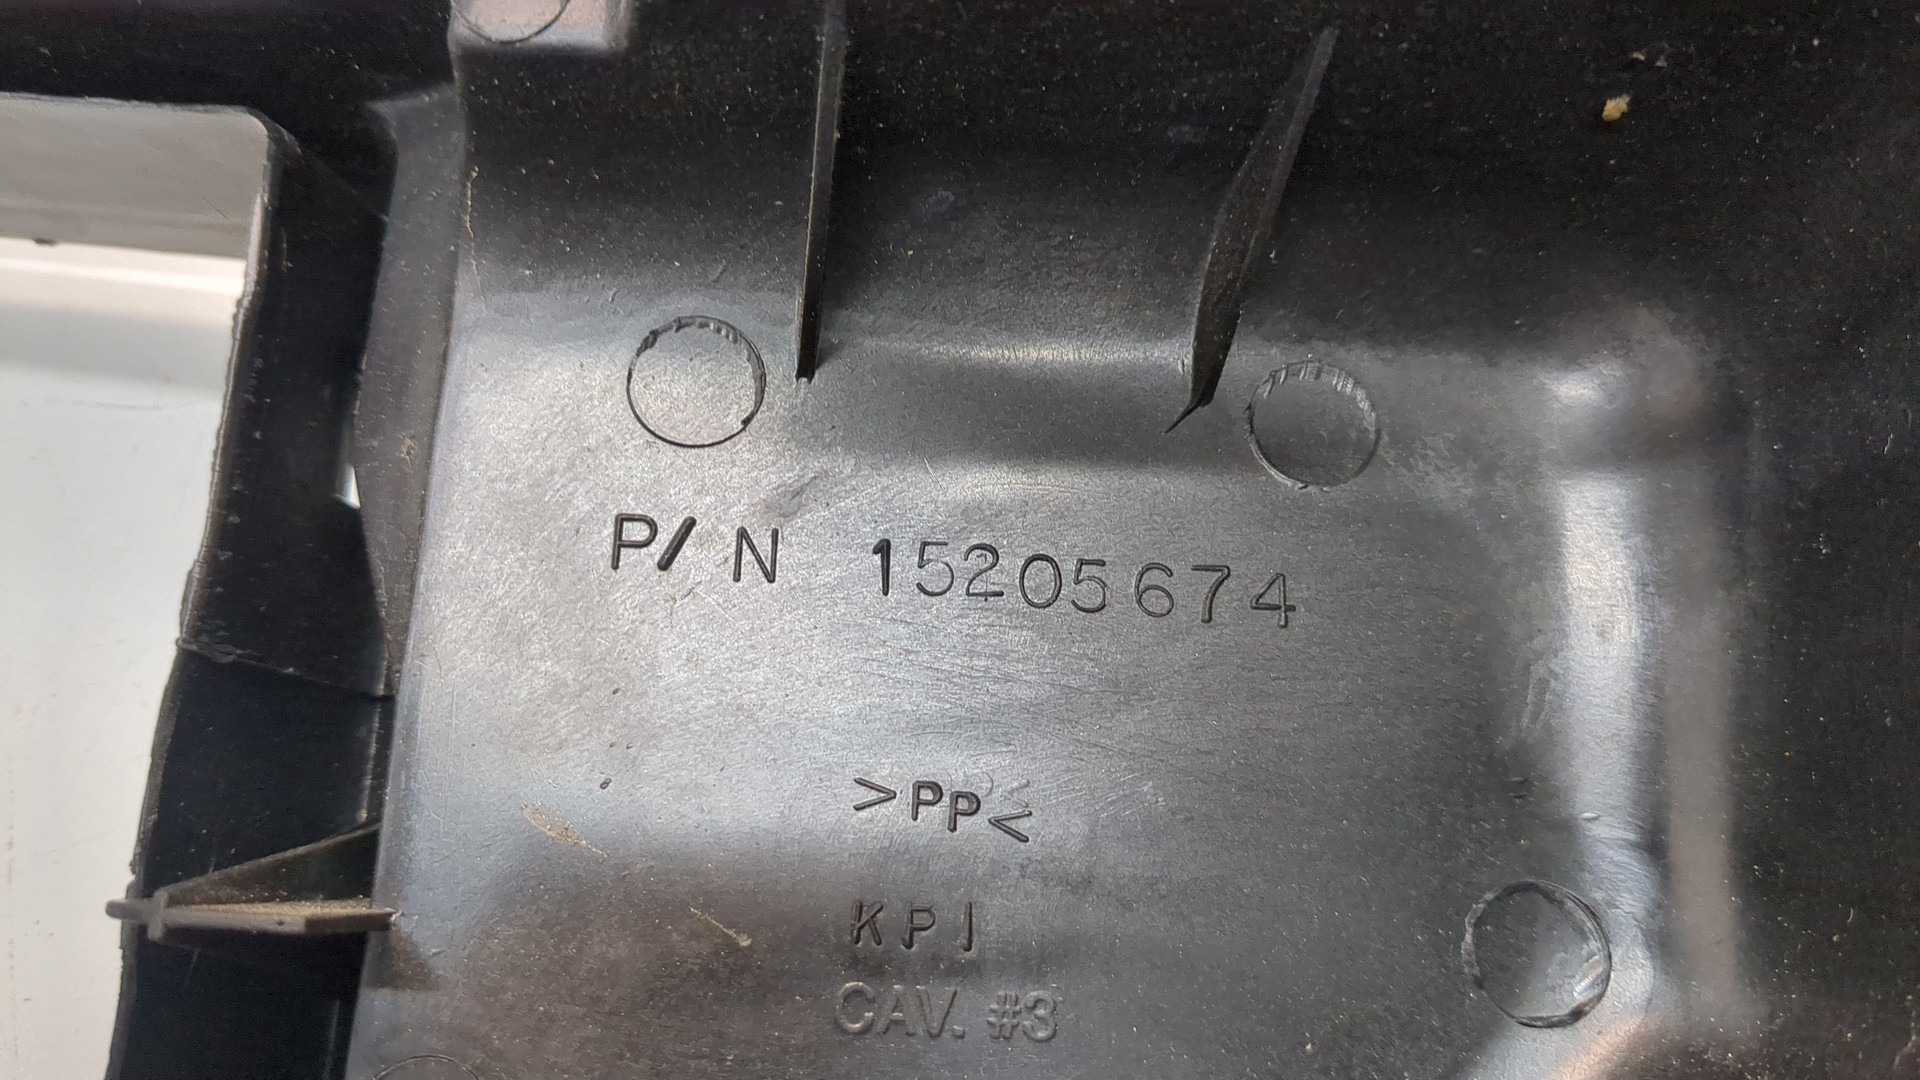 P/N 15205674
>PP<
KPI
CAV. #3